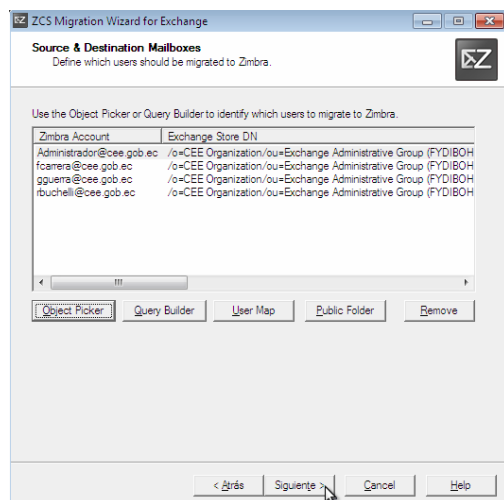 ZCS Migration Wizard for Exchange
Source & Destination Mailboxes
Define which users should be migrated to Zimbra.
Use the Object Picker or Query Builder to identify which users to migrate to Zimbra.
Zimbra Account Exchange Store DN
Administrador@cee.gob.ec /o=CEE Organization/ou=Exchange Administrative Group (FYDIBOH
fcarrera@cee.gob.ec /o=CEE Organization/ou=Exchange Administrative Group (FYDIBOH
gguerra@cee.gob.ec /o=CEE Organization/ou=Exchange Administrative Group (FYDIBOH
rbuchelli@cee.gob.ec /o=CEE Organization/ou=Exchange Administrative Group (FYDIBOH
Object Picker Query Builder User Map Public Folder Remove
< Atrás Siguiente > Cancel Help